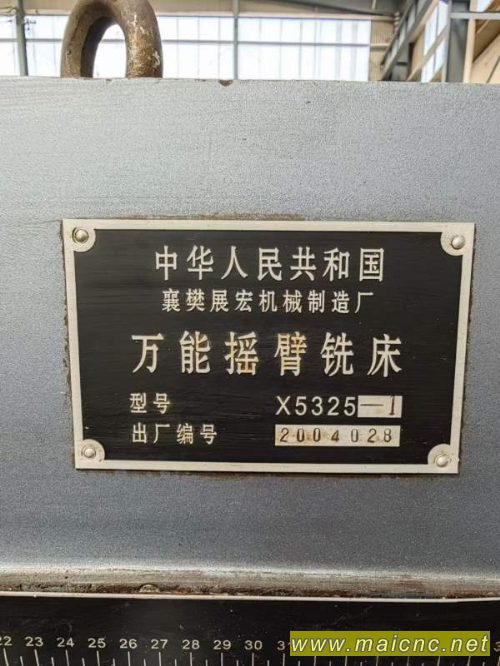 中华人民共和国
襄樊展宏机械制造厂
万能摇臂铣床
型号 X5325-1
出厂编号 2004028
22 23 24 25 26 27 28 29 30 31
www.maicnc.net